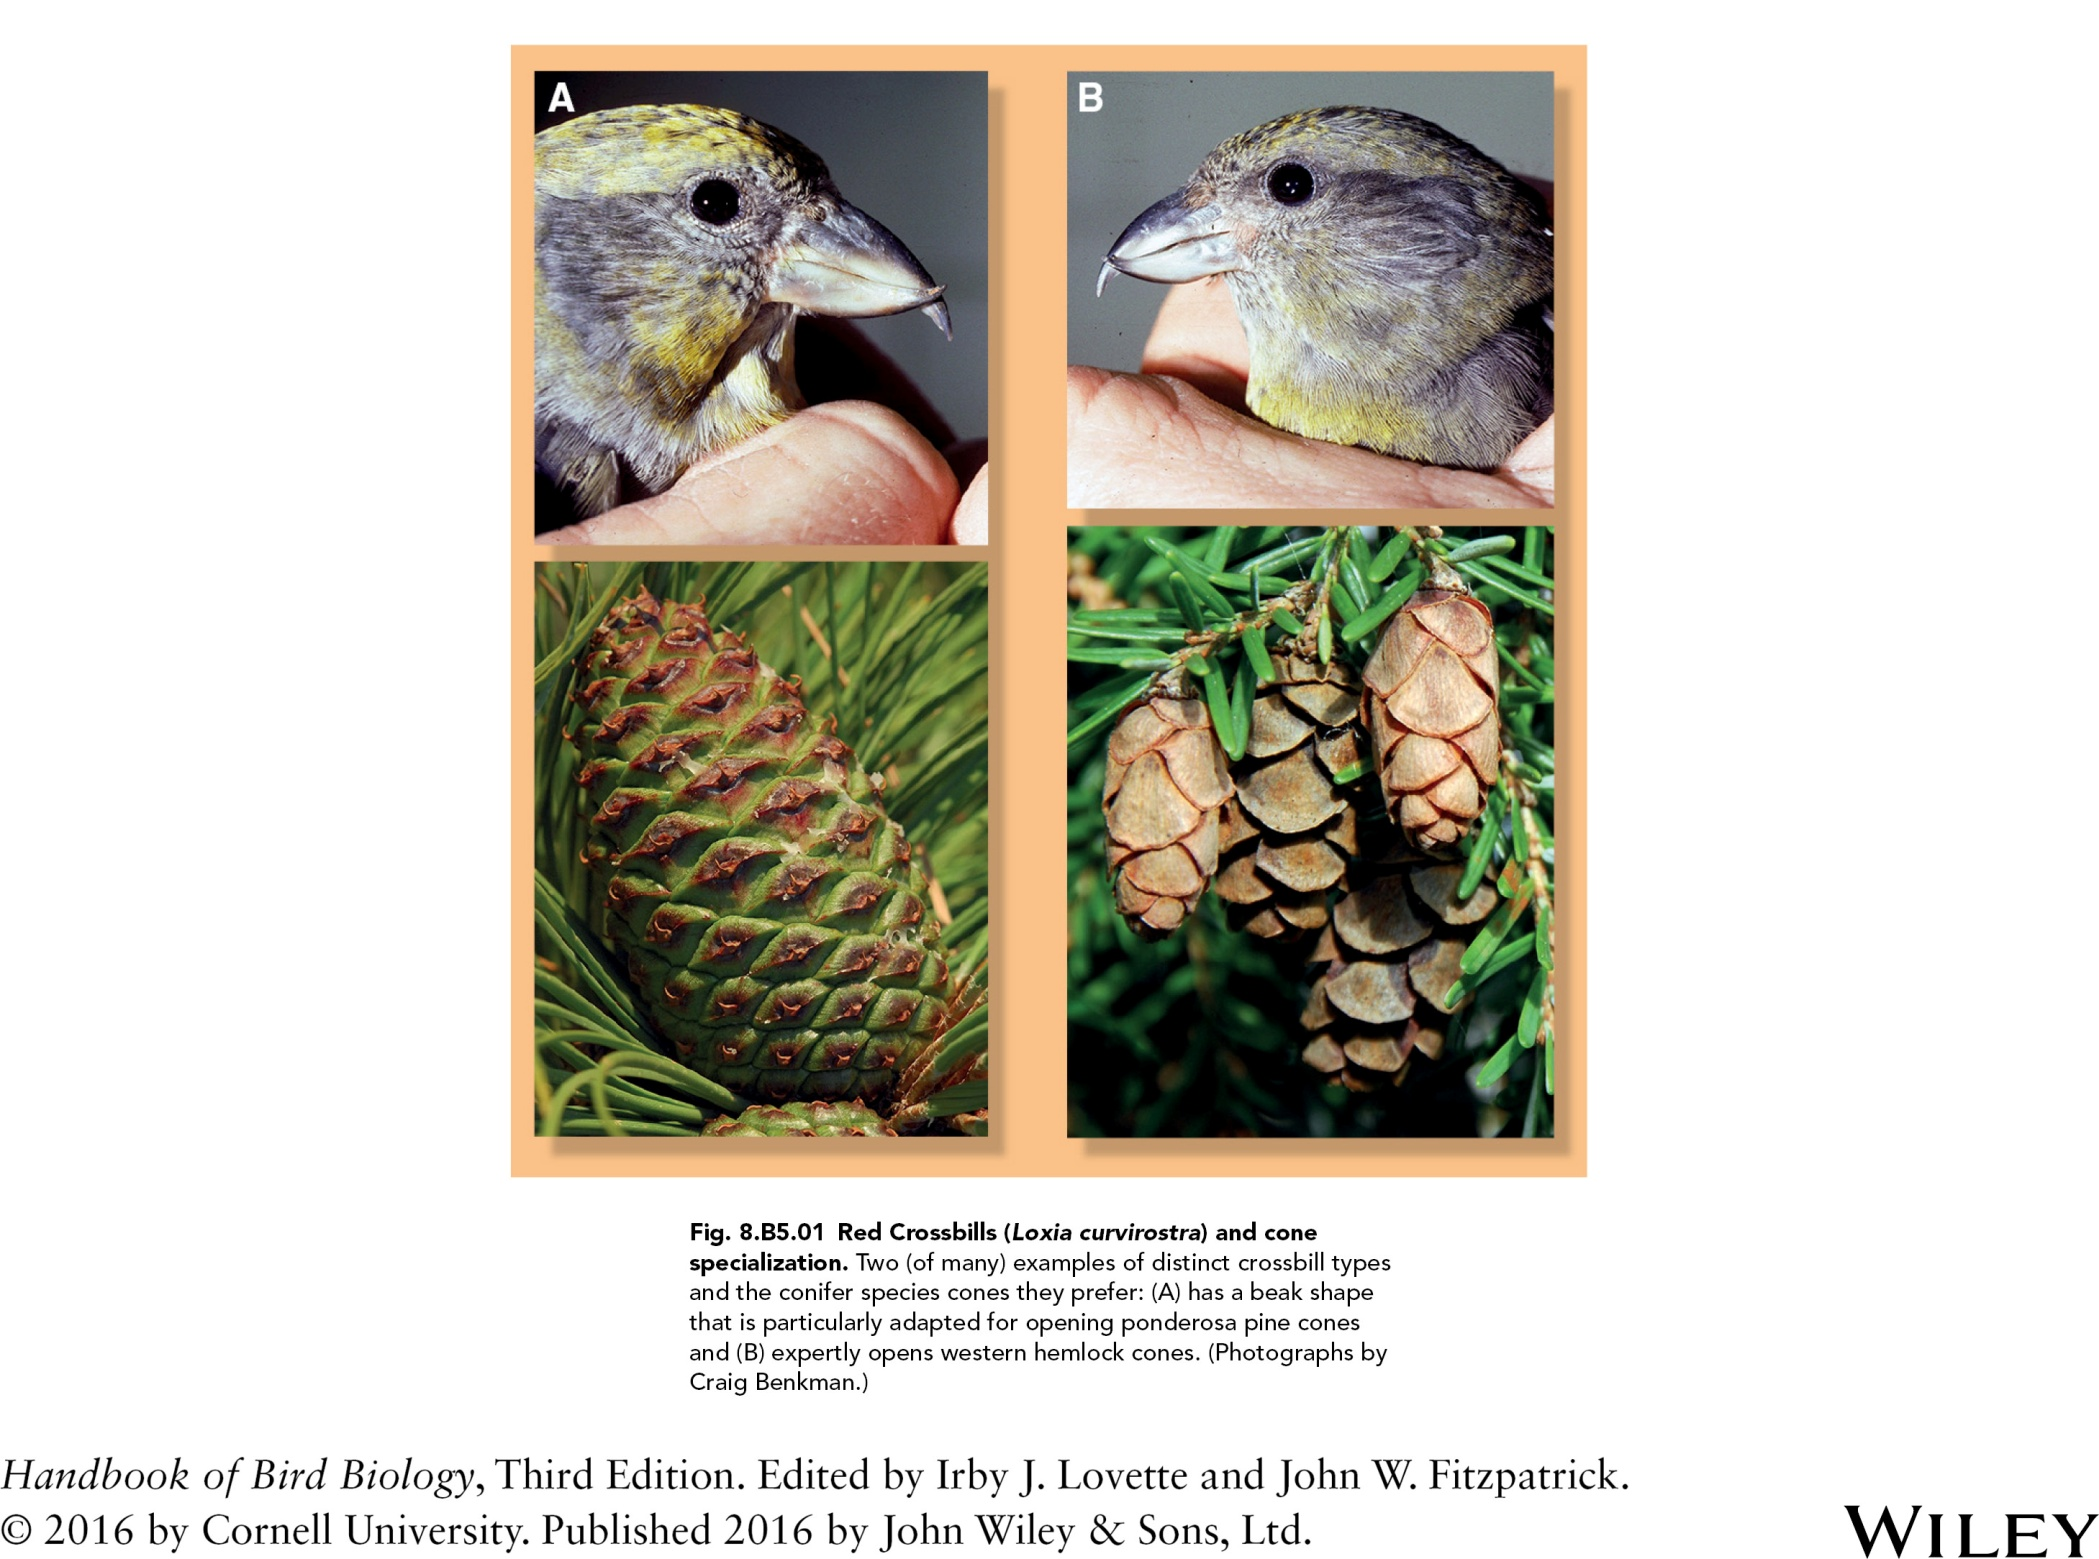 A
B
Fig. 8.B5.01 Red Crossbills (Loxia curvirostra) and cone
specialization. Two (of many) examples of distinct crossbill types
and the conifer species cones they prefer: (A) has a beak shape
that is particularly adapted for opening ponderosa pine cones
and (B) expertly opens western hemlock cones. (Photographs by
Craig Benkman.)
Handbook of Bird Biology, Third Edition. Edited by Irby J. Lovette and John W. Fitzpatrick.
© 2016 by Cornell University. Published 2016 by John Wiley & Sons, Ltd.
WILEY